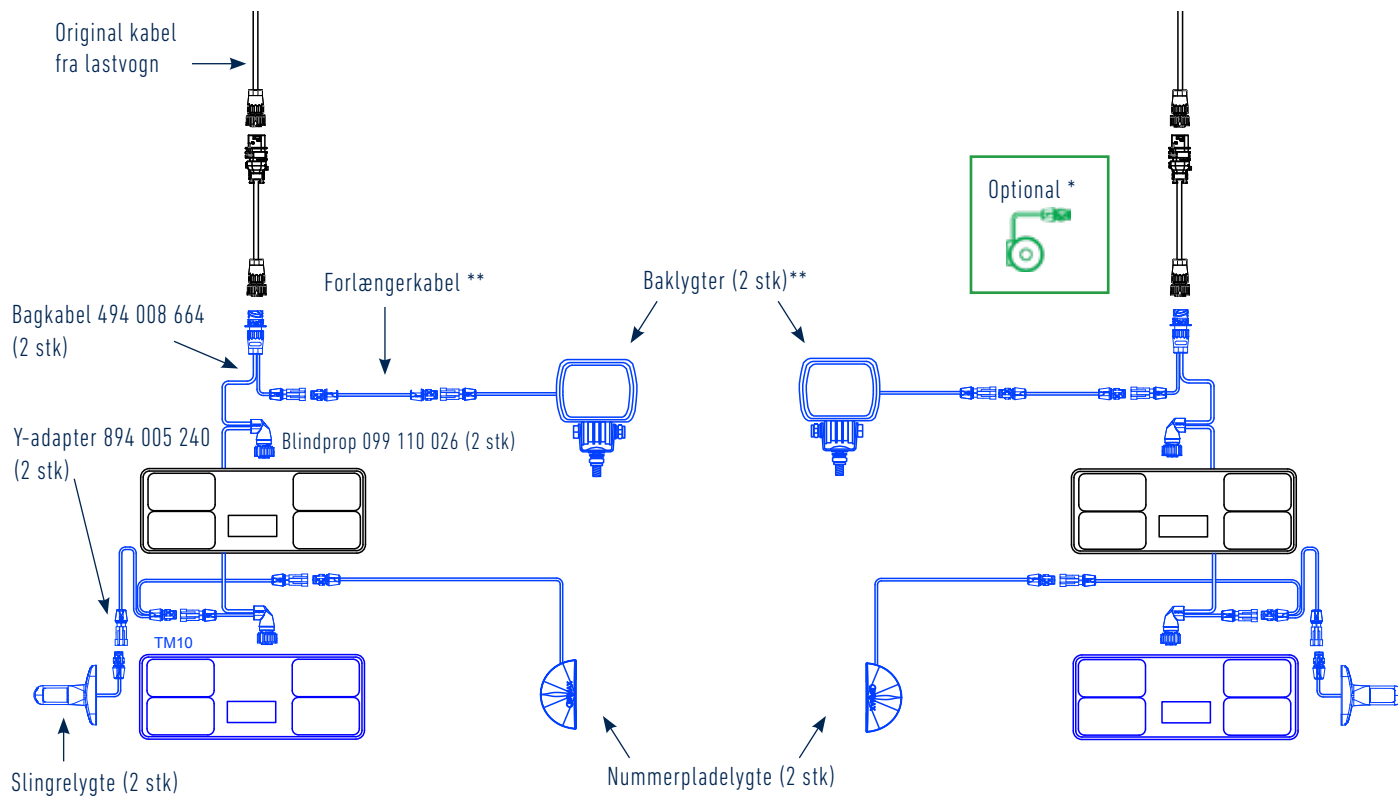 Original kabel
fra lastvogn
Optional *
Forlængerkabel **
Baklygter (2 stk)**
Bagkabel 494 008 664
(2 stk)
Y-adapter 894 005 240
(2 stk)
Blindprop 099 110 026 (2 stk)
TM10
Slingrelygte (2 stk)
Nummerpladelygte (2 stk)